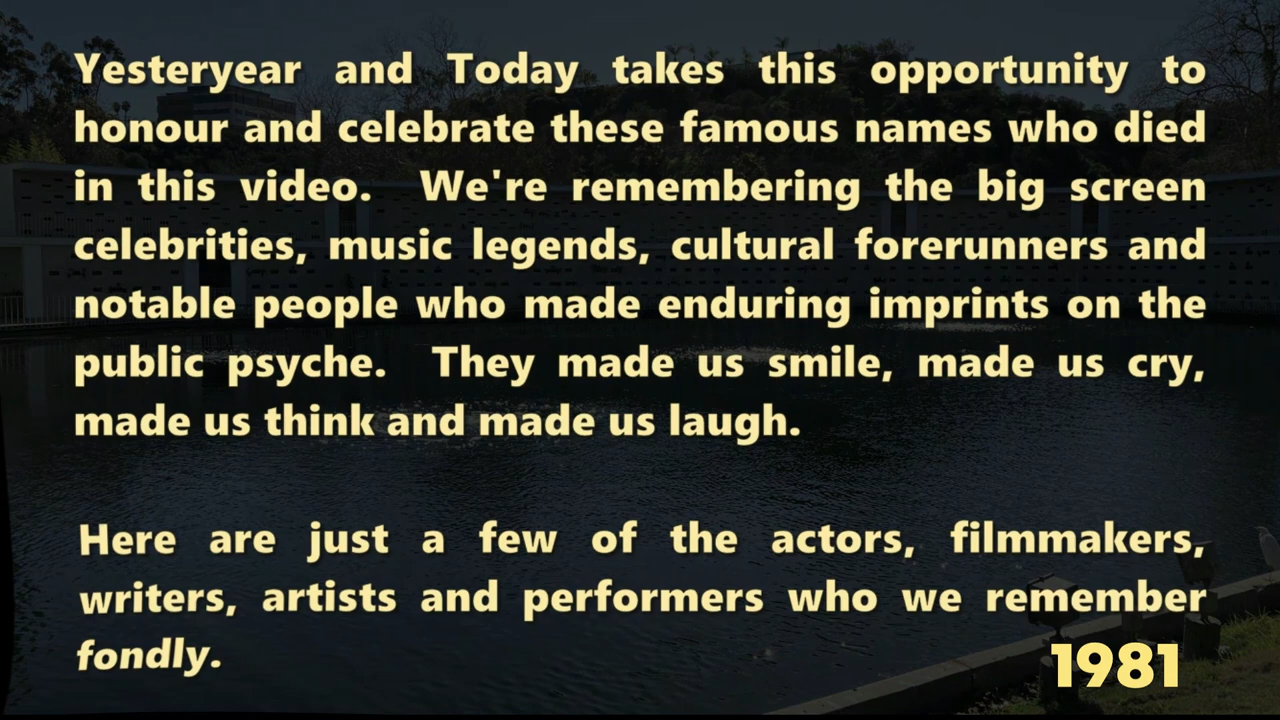 Yesteryear and Today takes this opportunity to
honour and celebrate these famous names who died
in this video. We're remembering the big screen
celebrities, music legends, cultural forerunners and
notable people who made enduring imprints on the
public psyche. They made us smile, made us cry,
made us think and made us laugh.
Here are just a few of the actors, filmmakers,
writers, artists and performers who we remember
fondly.
1981